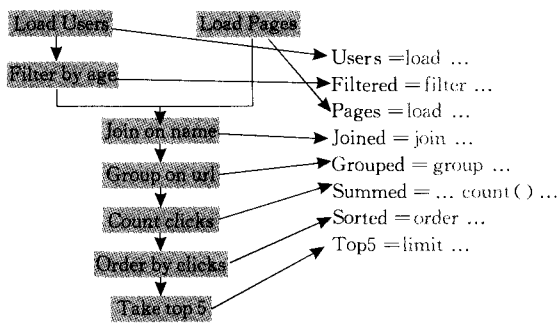 Load Users
Load Pages
Users =load ...
Filter by age
Filtered =filter ...
Pages =load ...
Join on name
Joined =join ...
Grouped =group ...
Group on url
Summed =... count( ) ...
Count clicks
Sorted =order ...
Top5 =limit ...
Order by clicks
Take top 5